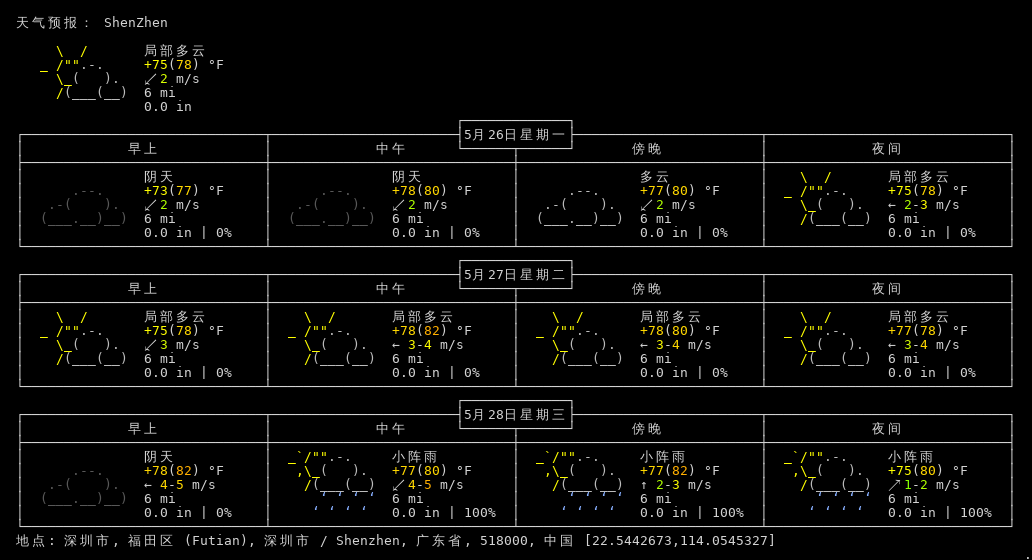 天气预报: ShenZhen
局部多云
+75(78) °F
↙2 m/s
6 mi
0.0 in
5月26日星期一
早上 中午 傍晚 夜间
阴天 阴天 多云 局部多云
+73(77) °F +78(80) °F +77(80) °F +75(78) °F
↙2 m/s ↙2 m/s ↙2 m/s ← 2-3 m/s
6 mi 6 mi 6 mi 6 mi
0.0 in | 0% 0.0 in | 0% 0.0 in | 0% 0.0 in | 0%
5月27日星期二
早上 中午 傍晚 夜间
局部多云 局部多云 局部多云 局部多云
+75(78) °F +78(82) °F +78(80) °F +77(78) °F
↙3 m/s ← 3-4 m/s ← 3-4 m/s ← 3-4 m/s
6 mi 6 mi 6 mi 6 mi
0.0 in | 0% 0.0 in | 0% 0.0 in | 0% 0.0 in | 0%
5月28日星期三
早上 中午 傍晚 夜间
阴天 小阵雨 小阵雨 小阵雨
+78(82) °F +77(80) °F +77(82) °F +75(80) °F
← 4-5 m/s ↙4-5 m/s ↑ 2-3 m/s ↗1-2 m/s
6 mi 6 mi 6 mi 6 mi
0.0 in | 0% 0.0 in | 100% 0.0 in | 100% 0.0 in | 100%
地点: 深圳市, 福田区 (Futian), 深圳市 / Shenzhen, 广东省, 518000, 中国 [22.5442673,114.0545327]